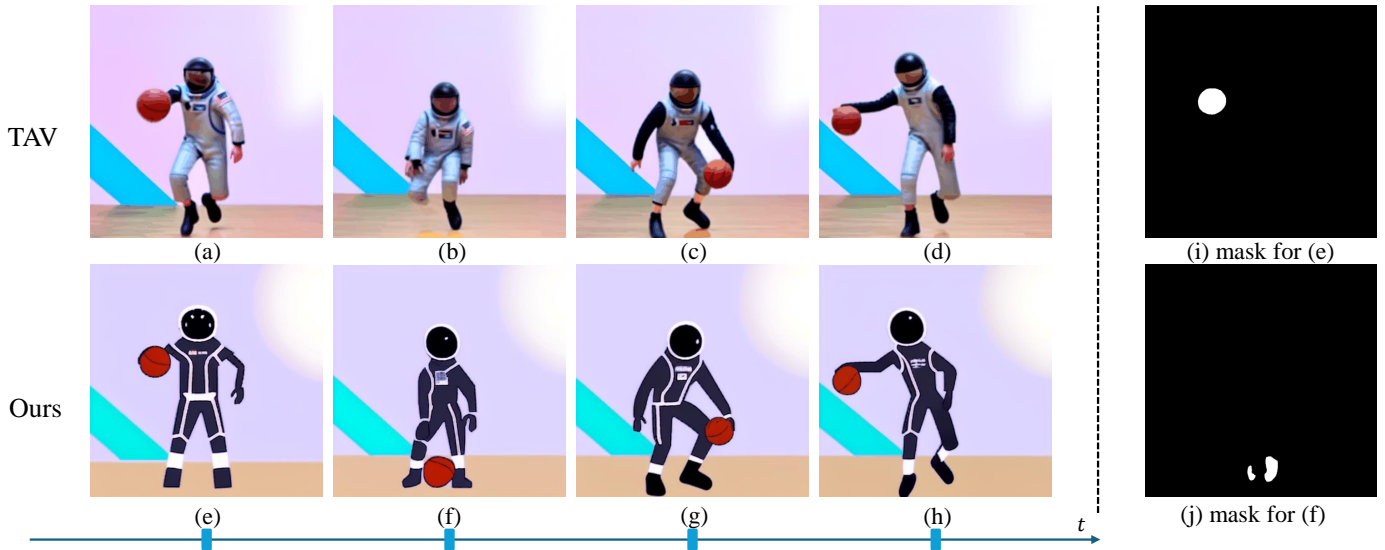 TAV
(a)
(b)
(c)
(d)
(i) mask for (e)
Ours
(e)
(f)
(g)
(h)
(j) mask for (f)
t